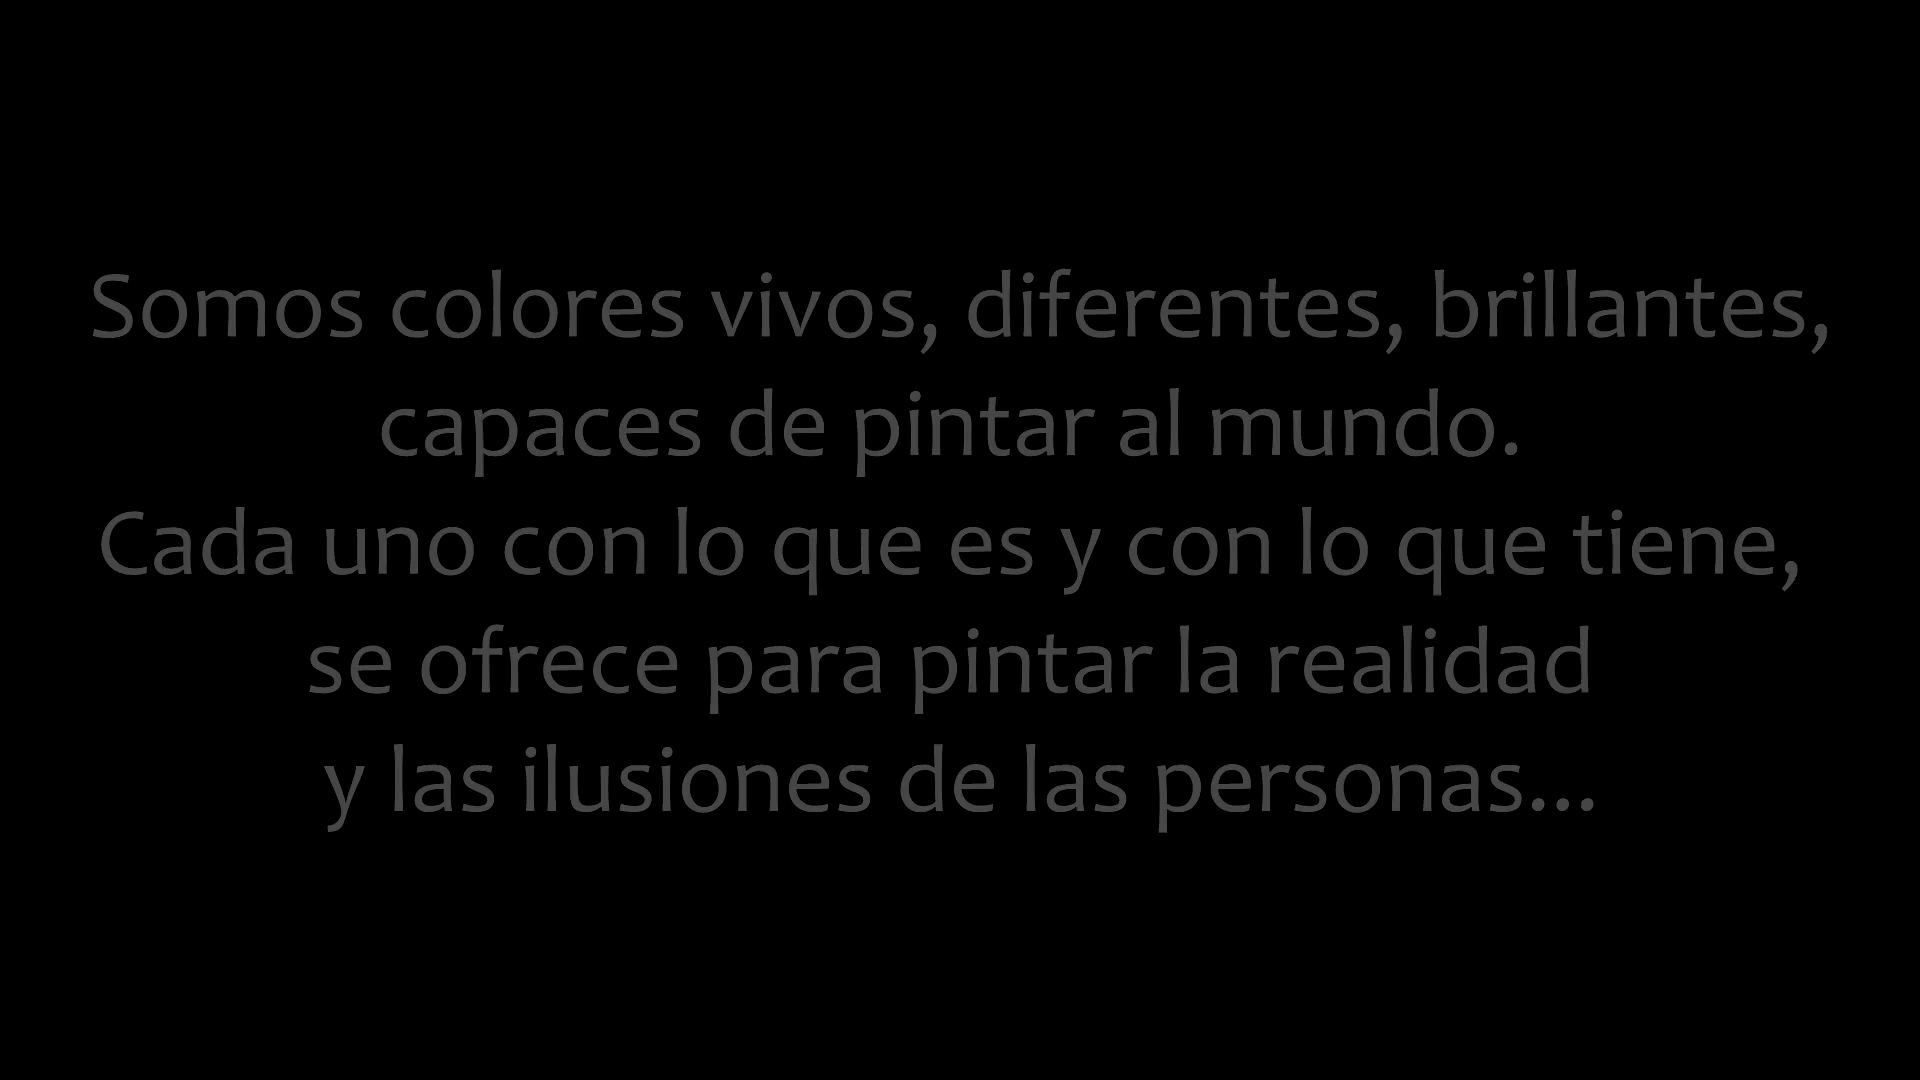 Somos colores vivos, diferentes, brillantes,
capaces de pintar al mundo.
Cada uno con lo que es y con lo que tiene,
se ofrece para pintar la realidad
y las ilusiones de las personas...